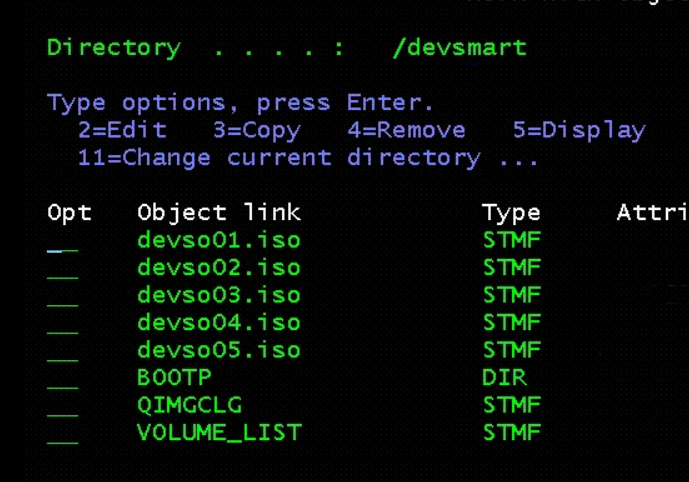 Directory  . . . . :   /devsmart
Type options, press Enter.
2=Edit   3=Copy   4=Remove   5=Display
11=Change current directory ...
Opt   Object link   Type   Attri
__   devso01.iso   STMF
__   devso02.iso   STMF
__   devso03.iso   STMF
__   devso04.iso   STMF
__   devso05.iso   STMF
__   BOOTP   DIR
__   QIMGCLG   STMF
__   VOLUME_LIST   STMF